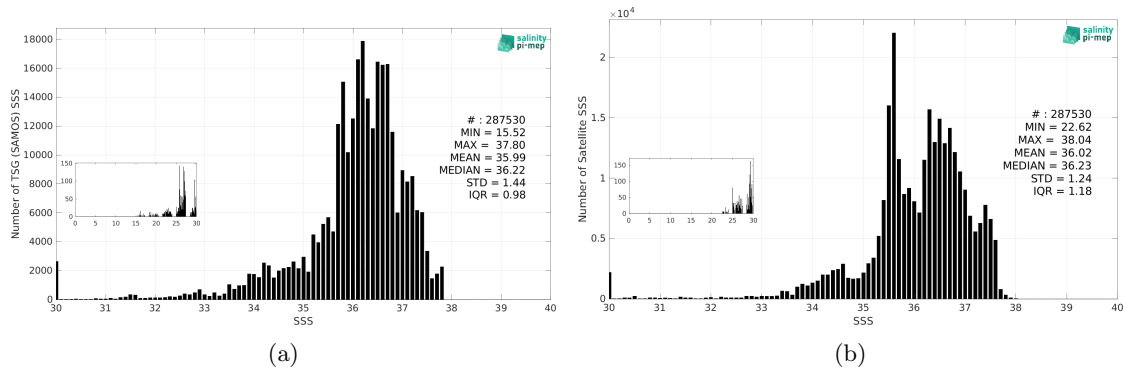 18000
16000
14000
12000
10000
8000
6000
4000
2000
0
Number of TSG (SAMOS) SSS
salinity
pi-mep
# : 287530
MIN = 15.52
MAX = 37.80
MEAN = 35.99
MEDIAN = 36.22
STD = 1.44
IQR = 0.98
150
100
50
0
0 5 10 15 20 25 30
30 31 32 33 34 35 36 37 38 39 40
SSS
(a)
×10⁴
2
1.5
1
0.5
0
Number of Satellite SSS
salinity
pi-mep
# : 287530
MIN = 22.62
MAX = 38.04
MEAN = 36.02
MEDIAN = 36.23
STD = 1.24
IQR = 1.18
150
100
50
0
0 5 10 15 20 25 30
30 31 32 33 34 35 36 37 38 39 40
SSS
(b)